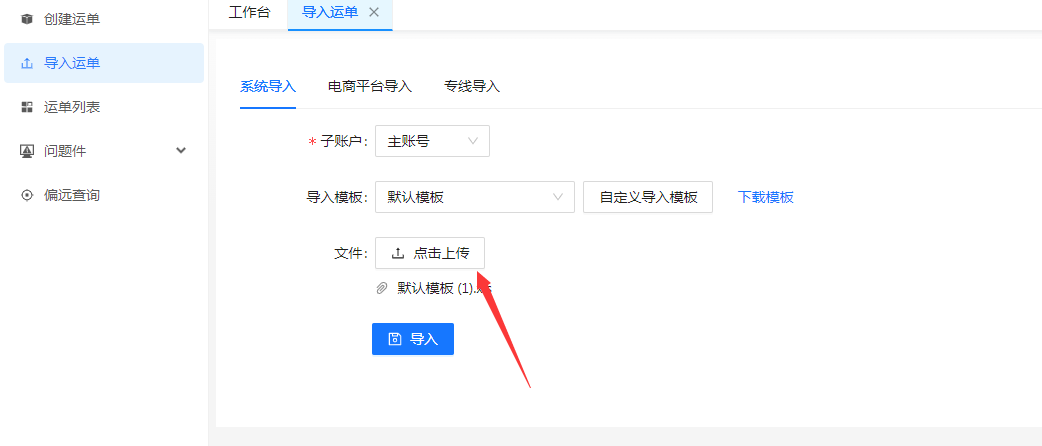 创建运单
导入运单
运单列表
问题件
偏远查询
工作台 导入运单
系统导入 电商平台导入 专线导入
* 子账户: 主账号
导入模板: 默认模板 自定义导入模板 下载模板
文件: 点击上传
默认模板 (1).
导入